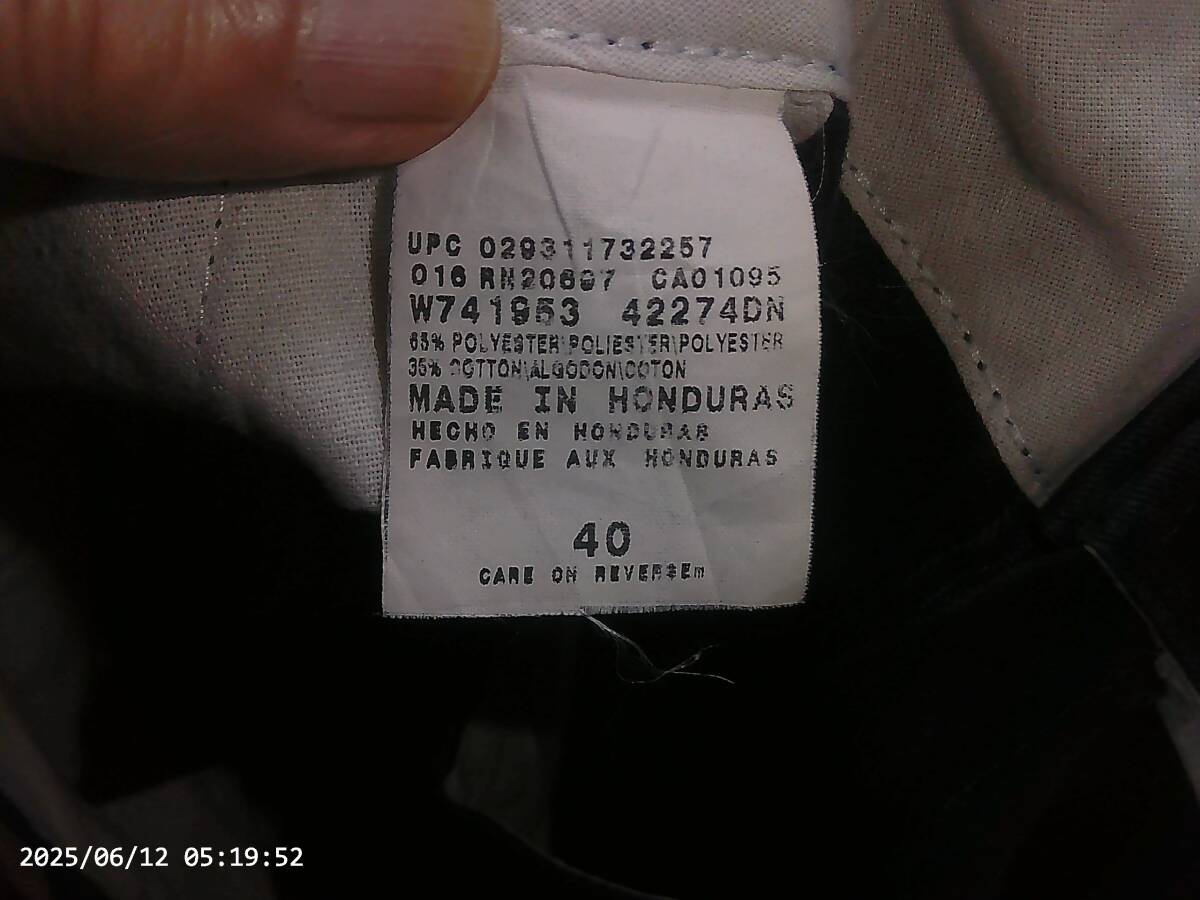 UPC 029311732257
016 RN20697 CA01095
W741953 42274DN
65% POLYESTER\POLIESTER\POLYESTER
35% COTTON\ALGODON\COTON
MADE IN HONDURAS
HECHO EN HONDURAS
FABRIQUE AUX HONDURAS
40
CARE ON REVERSEm
2025/06/12 05:19:52